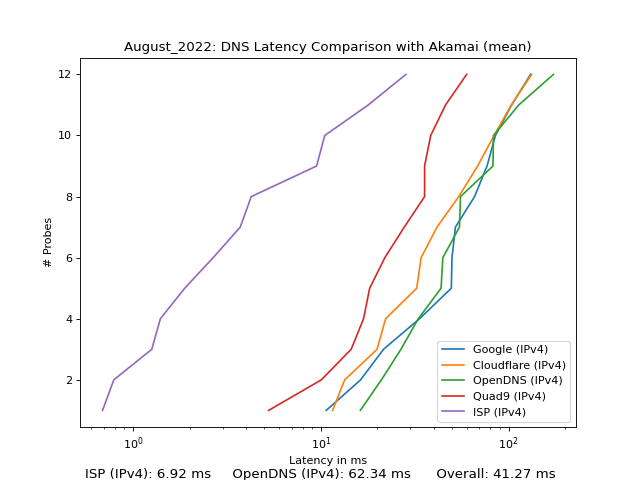 August_2022: DNS Latency Comparison with Akamai (mean)
# Probes
12
10
8
6
4
2
Google (IPv4)
Cloudflare (IPv4)
OpenDNS (IPv4)
Quad9 (IPv4)
ISP (IPv4)
10⁰ 10¹ 10²
Latency in ms
ISP (IPv4): 6.92 ms OpenDNS (IPv4): 62.34 ms Overall: 41.27 ms